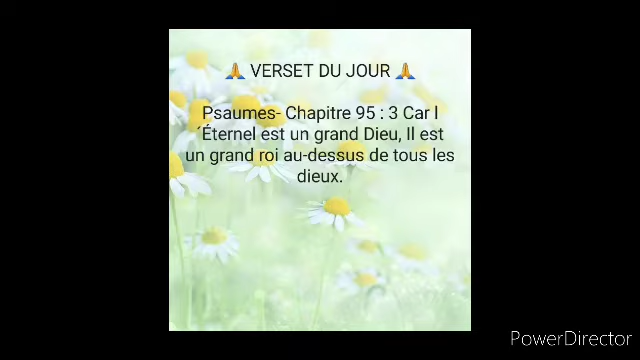 🙏 VERSET DU JOUR 🙏
Psaumes- Chapitre 95 : 3 Car l
´Éternel est un grand Dieu, Il est
un grand roi au-dessus de tous les
dieux.
PowerDirector